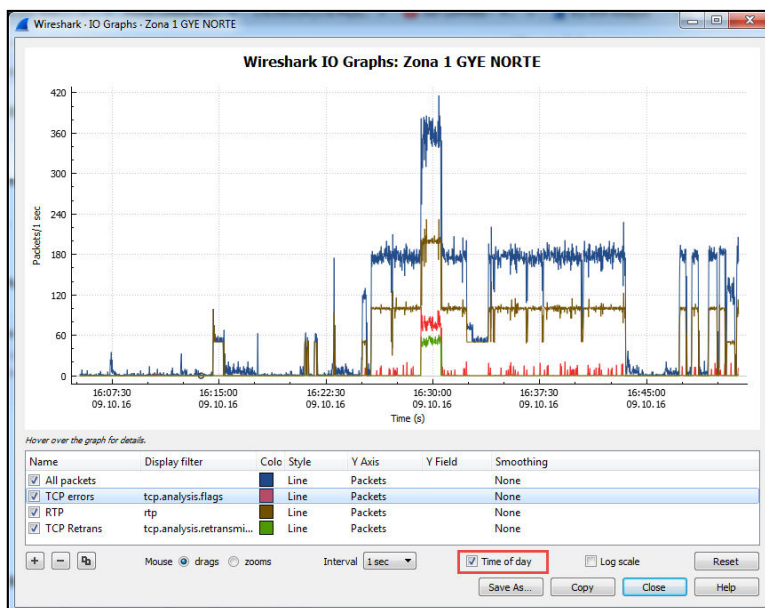 Wireshark · IO Graphs · Zona 1 GYE NORTE
Wireshark IO Graphs: Zona 1 GYE NORTE
420
360
300
240
180
120
60
0
Packets/1 sec
16:07:30 16:15:00 16:22:30 16:30:00 16:37:30 16:45:00
09.10.16 09.10.16 09.10.16 09.10.16 09.10.16 09.10.16
Time (s)
Hover over the graph for details.
Name Display filter Colo Style Y Axis Y Field Smoothing
All packets Line Packets None
TCP errors tcp.analysis.flags Line Packets None
RTP rtp Line Packets None
TCP Retrans tcp.analysis.retransmi... Line Packets None
+ − Mouse drags zooms Interval 1 sec Time of day Log scale Reset
Save As... Copy Close Help